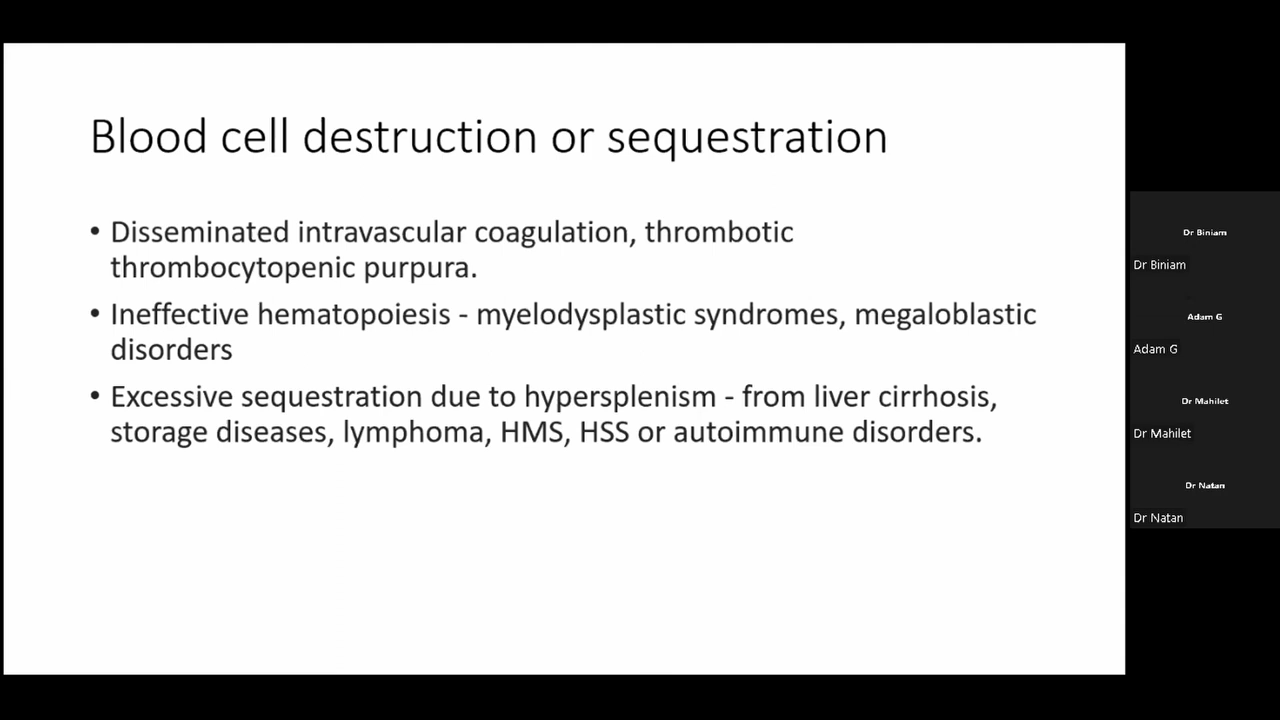 Blood cell destruction or sequestration
• Disseminated intravascular coagulation, thrombotic
thrombocytopenic purpura.
• Ineffective hematopoiesis - myelodysplastic syndromes, megaloblastic
disorders
• Excessive sequestration due to hypersplenism - from liver cirrhosis,
storage diseases, lymphoma, HMS, HSS or autoimmune disorders.
Dr Biniam
Dr Biniam
Adam G
Adam G
Dr Mahilet
Dr Mahilet
Dr Natan
Dr Natan